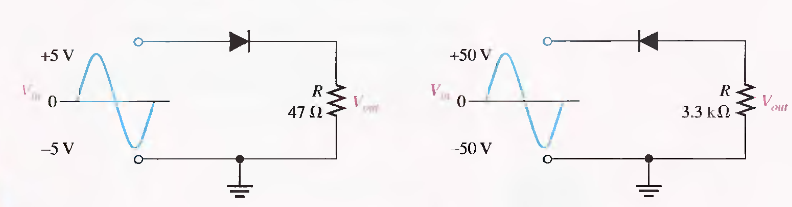 +5 V
V_in 0
R
47 Ω
V_out
–5 V
+50 V
V_in 0
R
3.3 kΩ
V_out
-50 V